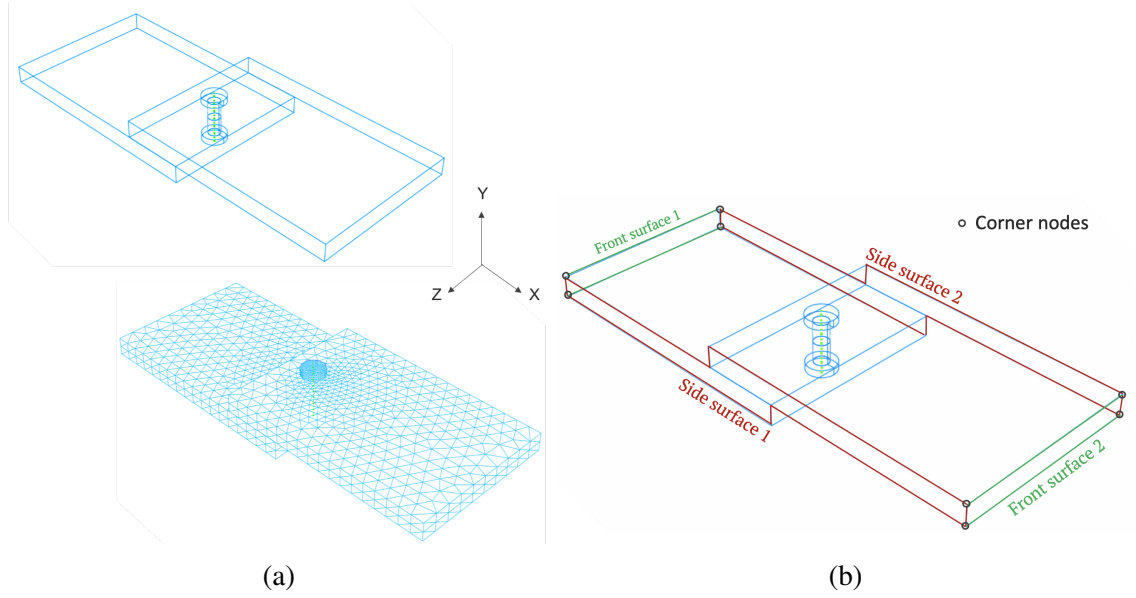 Y
Z
X
Front surface 1
Corner nodes
Side surface 2
Side surface 1
Front surface 2
(a)
(b)